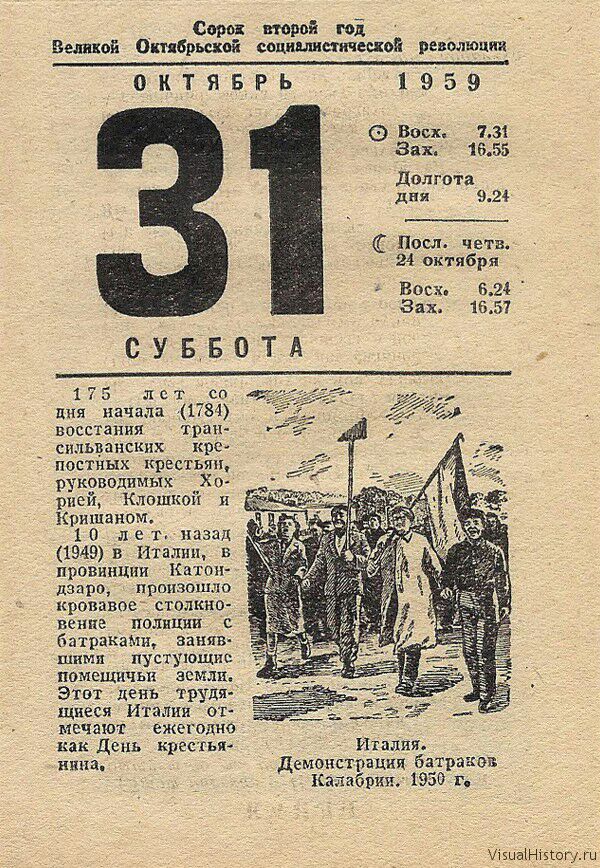 Сорок второй год
Великой Октябрьской социалистической революции
ОКТЯБРЬ 1959
31
Восх. 7.31
Зах. 16.55
Долгота
дня 9.24
Посл. четв.
24 октября
Восх. 6.24
Зах. 16.57
СУББОТА
175 лет со
дня начала (1784)
восстания тран-
сильванских кре-
постных крестьян,
руководимых Хо-
рией, Клошкой и
Кришаном.
10 лет назад
(1949) в Италии, в
провинции Катон-
дзаро, произошло
кровавое столкно-
вение полиции с
батраками, заняв-
шими пустующие
помещичьи земли.
Этот день трудя-
щиеся Италии от-
мечают ежегодно
как День крестья-
нина.
Италия.
Демонстрация батраков
Калабрии. 1950 г.
VisualHistory.ru